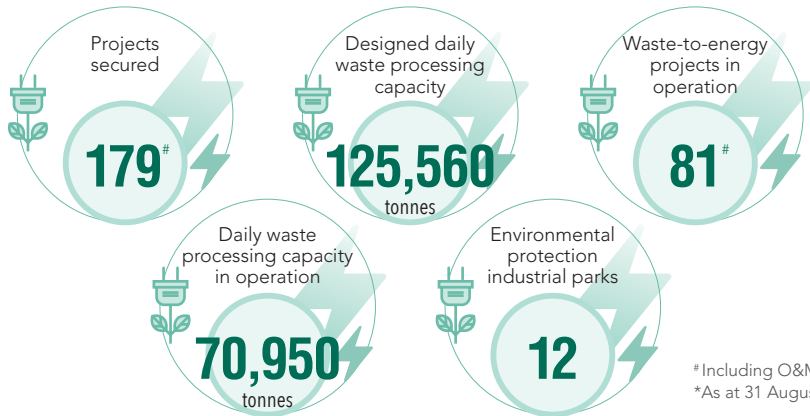 Projects
secured
179#
Designed daily
waste processing
capacity
125,560
tonnes
Waste-to-energy
projects in
operation
81#
Daily waste
processing capacity
in operation
70,950
tonnes
Environmental
protection
industrial parks
12
#Including O&M
*As at 31 Augus